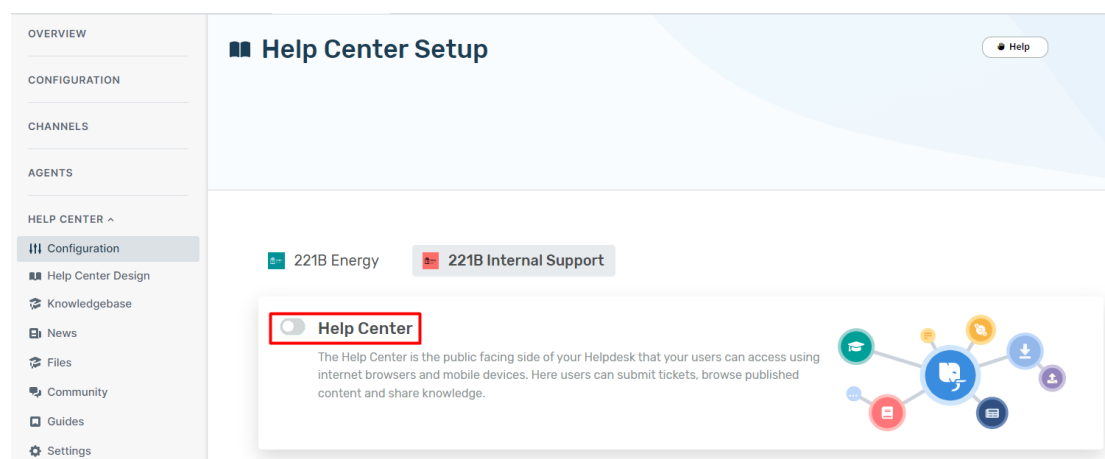 OVERVIEW
CONFIGURATION
CHANNELS
AGENTS
HELP CENTER
Configuration
Help Center Design
Knowledgebase
News
Files
Community
Guides
Settings
Help Center Setup
Help
221B Energy
221B Internal Support
Help Center
The Help Center is the public facing side of your Helpdesk that your users can access using
internet browsers and mobile devices. Here users can submit tickets, browse published
content and share knowledge.